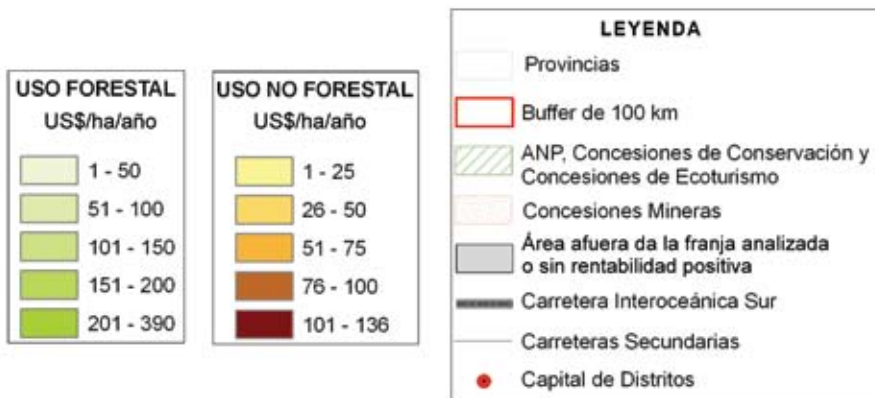 USO FORESTAL
US$/ha/año
1 - 50
51 - 100
101 - 150
151 - 200
201 - 390
USO NO FORESTAL
US$/ha/año
1 - 25
26 - 50
51 - 75
76 - 100
101 - 136
LEYENDA
Provincias
Buffer de 100 km
ANP, Concesiones de Conservación y
Concesiones de Ecoturismo
Concesiones Mineras
Área afuera da la franja analizada
o sin rentabilidad positiva
Carretera Interoceánica Sur
Carreteras Secundarias
Capital de Distritos